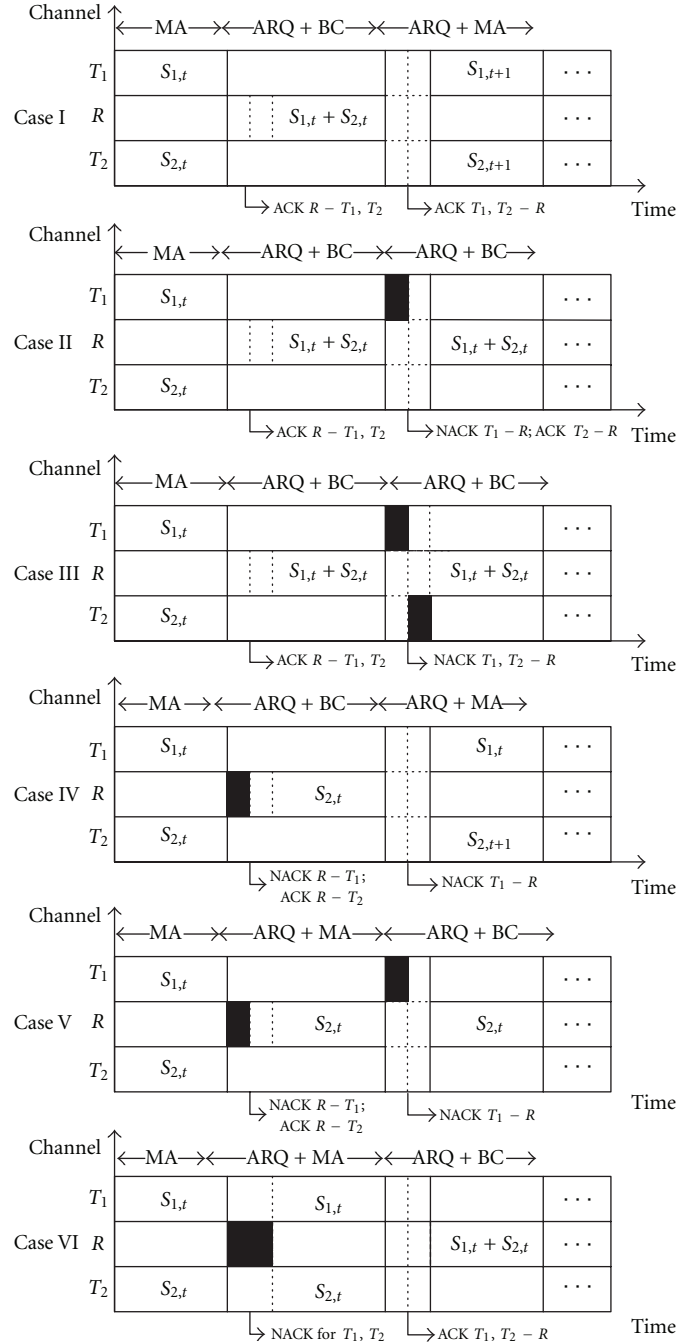 Channel
MA ARQ + BC ARQ + MA
T1 S1,t S1,t+1 · · ·
Case I R S1,t + S2,t · · ·
T2 S2,t S2,t+1 · · ·
Time
ACK R – T1, T2 ACK T1, T2 – R
Channel
MA ARQ + BC ARQ + BC
T1 S1,t · · ·
Case II R S1,t + S2,t S1,t + S2,t · · ·
T2 S2,t · · ·
Time
ACK R – T1, T2 NACK T1 – R; ACK T2 – R
Channel
MA ARQ + BC ARQ + BC
T1 S1,t · · ·
Case III R S1,t + S2,t S1,t + S2,t · · ·
T2 S2,t · · ·
Time
ACK R – T1, T2 NACK T1, T2 – R
Channel
MA ARQ + BC ARQ + MA
T1 S1,t S1,t · · ·
Case IV R S2,t · · ·
T2 S2,t S2,t+1 · · ·
Time
NACK R – T1; NACK T1 – R
ACK R – T2
Channel
MA ARQ + MA ARQ + BC
T1 S1,t · · ·
Case V R S2,t S2,t · · ·
T2 S2,t · · ·
Time
NACK R – T1; NACK T1 – R
ACK R – T2
Channel
MA ARQ + MA ARQ + BC
T1 S1,t S1,t · · ·
Case VI R S1,t + S2,t · · ·
T2 S2,t S2,t · · ·
Time
NACK for T1, T2 ACK T1, T2 – R